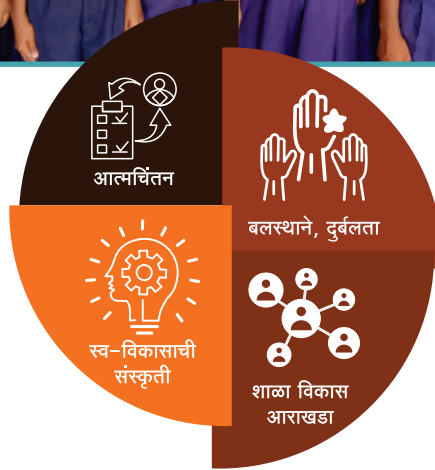 आत्मचिंतन
बलस्थाने, दुर्बलता
स्व-विकासाची
संस्कृती
शाळा विकास
आराखडा